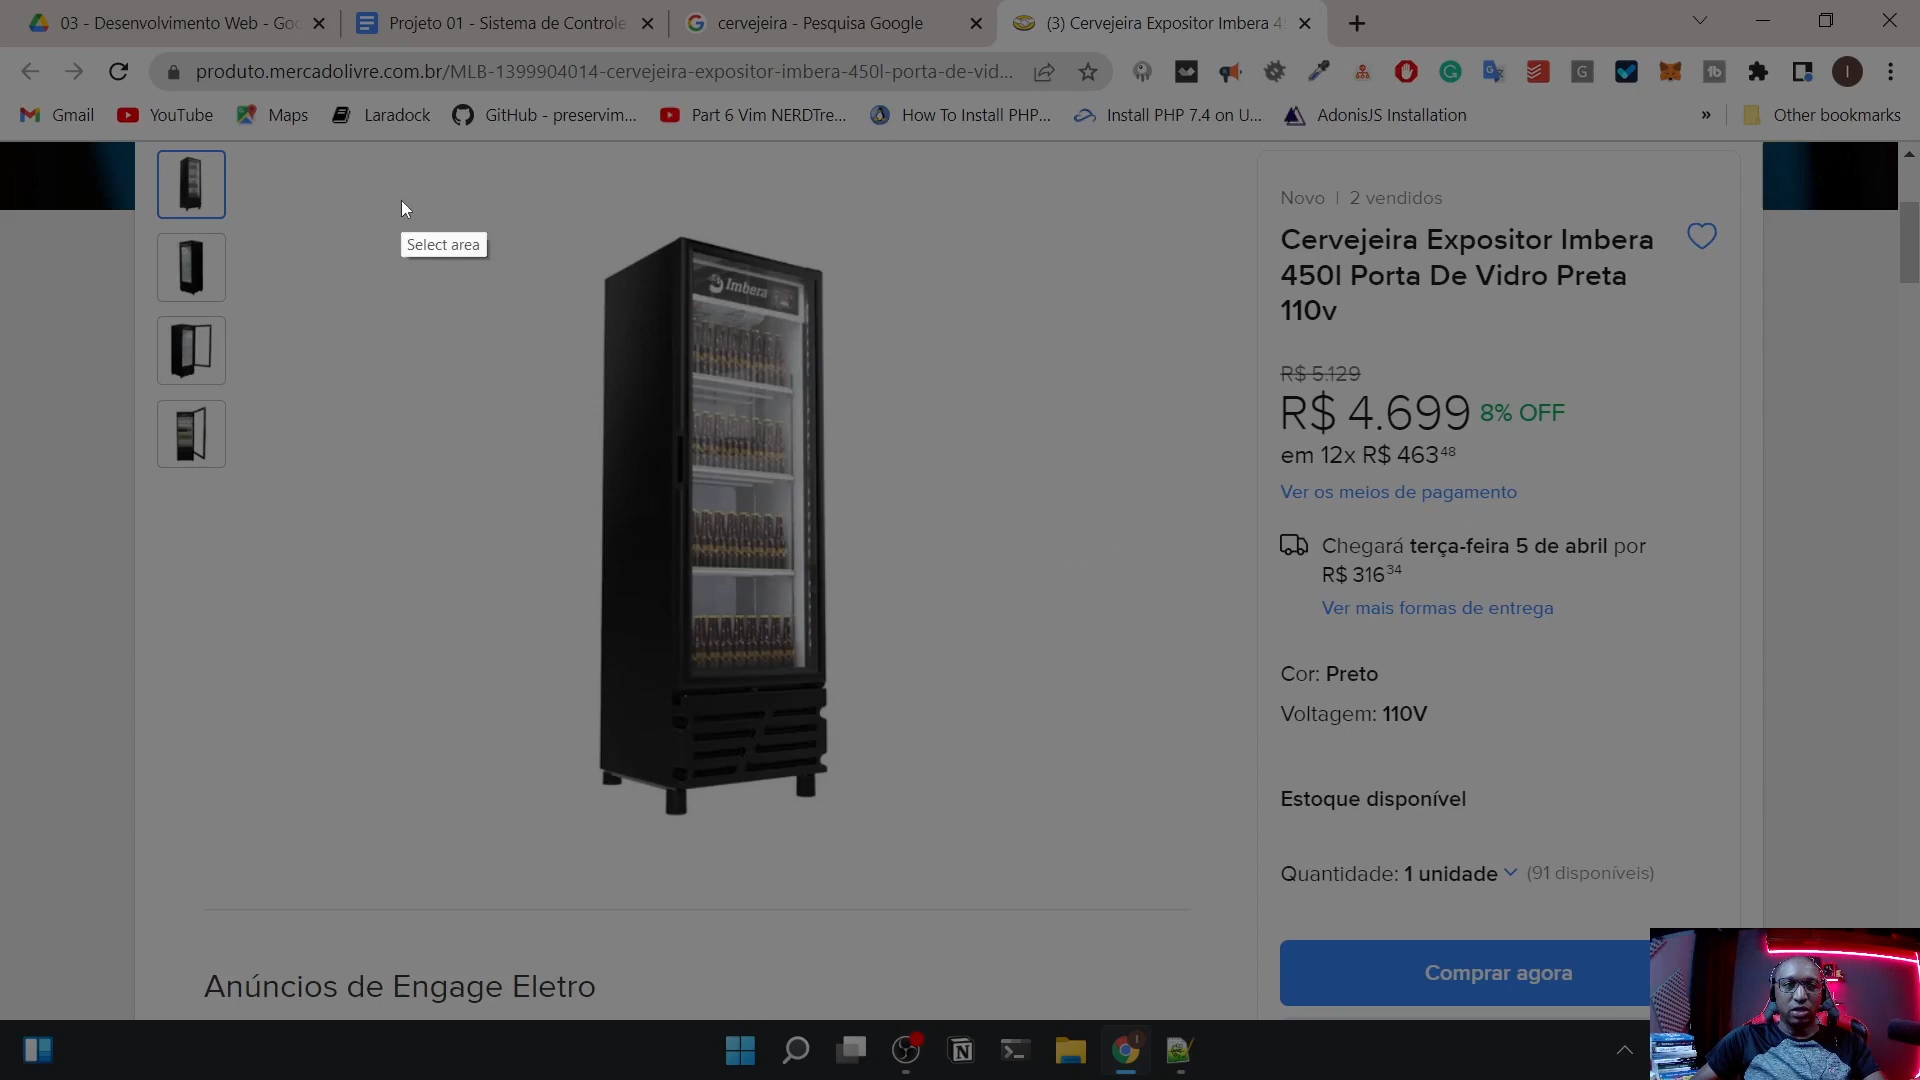 03 - Desenvolvimento Web - Goo
Projeto 01 - Sistema de Controle
cervejeira - Pesquisa Google
(3) Cervejeira Expositor Imbera 45
produto.mercadolivre.com.br/MLB-1399904014-cervejeira-expositor-imbera-450l-porta-de-vid...
Gmail
YouTube
Maps
Laradock
GitHub - preservim...
Part 6 Vim NERDTre...
How To Install PHP...
Install PHP 7.4 on U...
AdonisJS Installation
»
Other bookmarks
Select area
Imbera
Novo | 2 vendidos
Cervejeira Expositor Imbera
450l Porta De Vidro Preta
110v
R$ 5.129
R$ 4.699 8% OFF
em 12x R$ 463 48
Ver os meios de pagamento
Chegará terça-feira 5 de abril por
R$ 316 34
Ver mais formas de entrega
Cor: Preto
Voltagem: 110V
Estoque disponível
Quantidade: 1 unidade (91 disponíveis)
Comprar agora
Anúncios de Engage Eletro